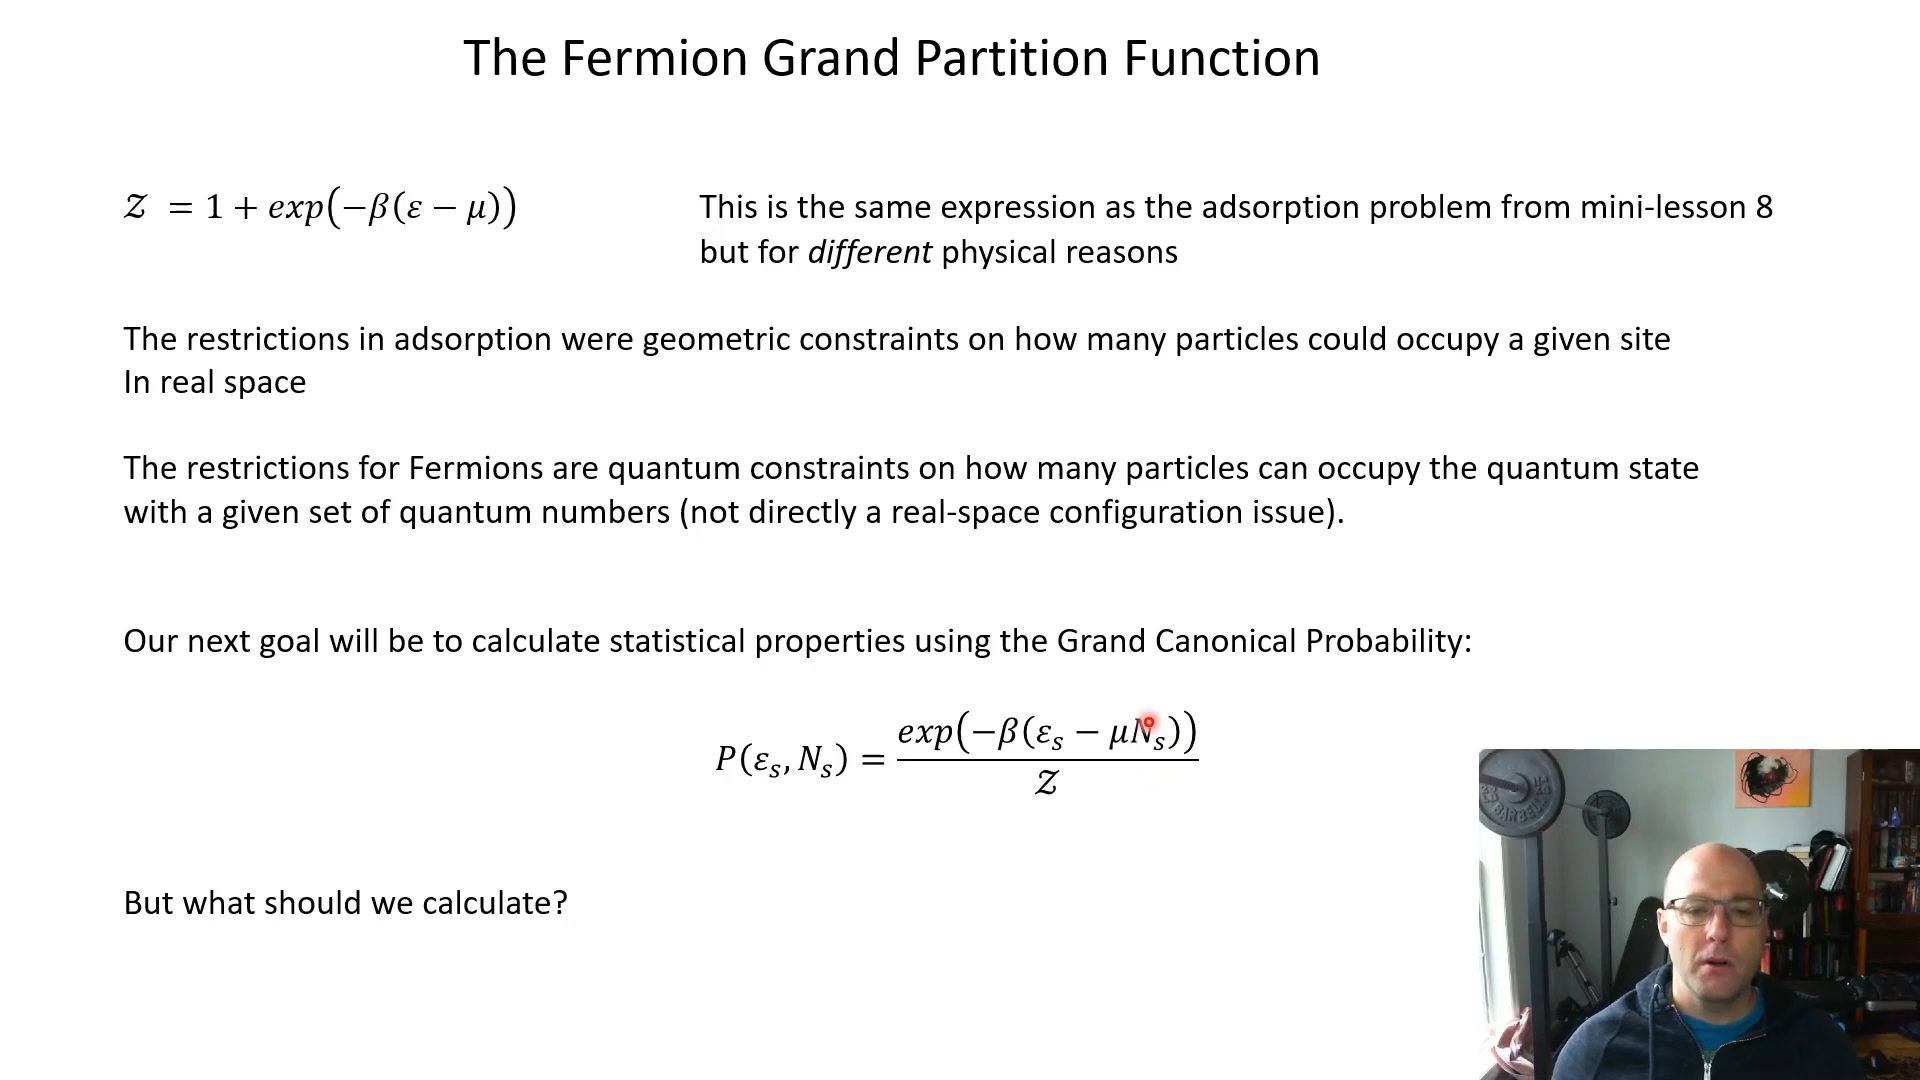 The Fermion Grand Partition Function
𝒵 = 1 + exp(−β(ε − μ))
This is the same expression as the adsorption problem from mini-lesson 8
but for different physical reasons
The restrictions in adsorption were geometric constraints on how many particles could occupy a given site
In real space
The restrictions for Fermions are quantum constraints on how many particles can occupy the quantum state
with a given set of quantum numbers (not directly a real-space configuration issue).
Our next goal will be to calculate statistical properties using the Grand Canonical Probability:
P(εₛ, Nₛ) = exp(−β(εₛ − μNₛ)) / 𝒵
But what should we calculate?
BARBELL